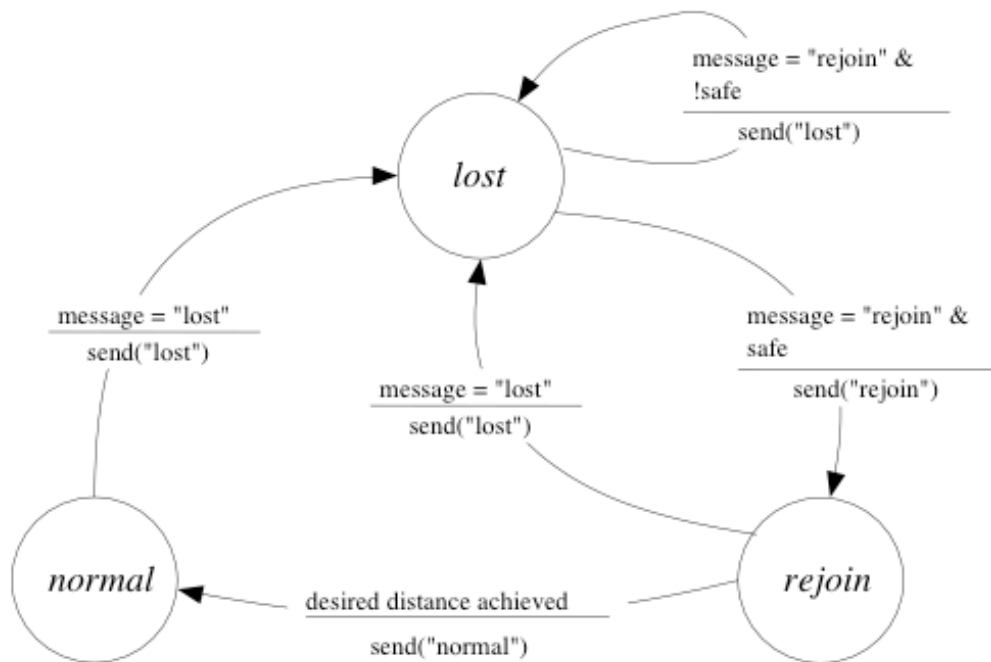 message = "rejoin" &
!safe
send("lost")
lost
message = "lost"
send("lost")
message = "rejoin" &
safe
send("rejoin")
message = "lost"
send("lost")
normal
rejoin
desired distance achieved
send("normal")